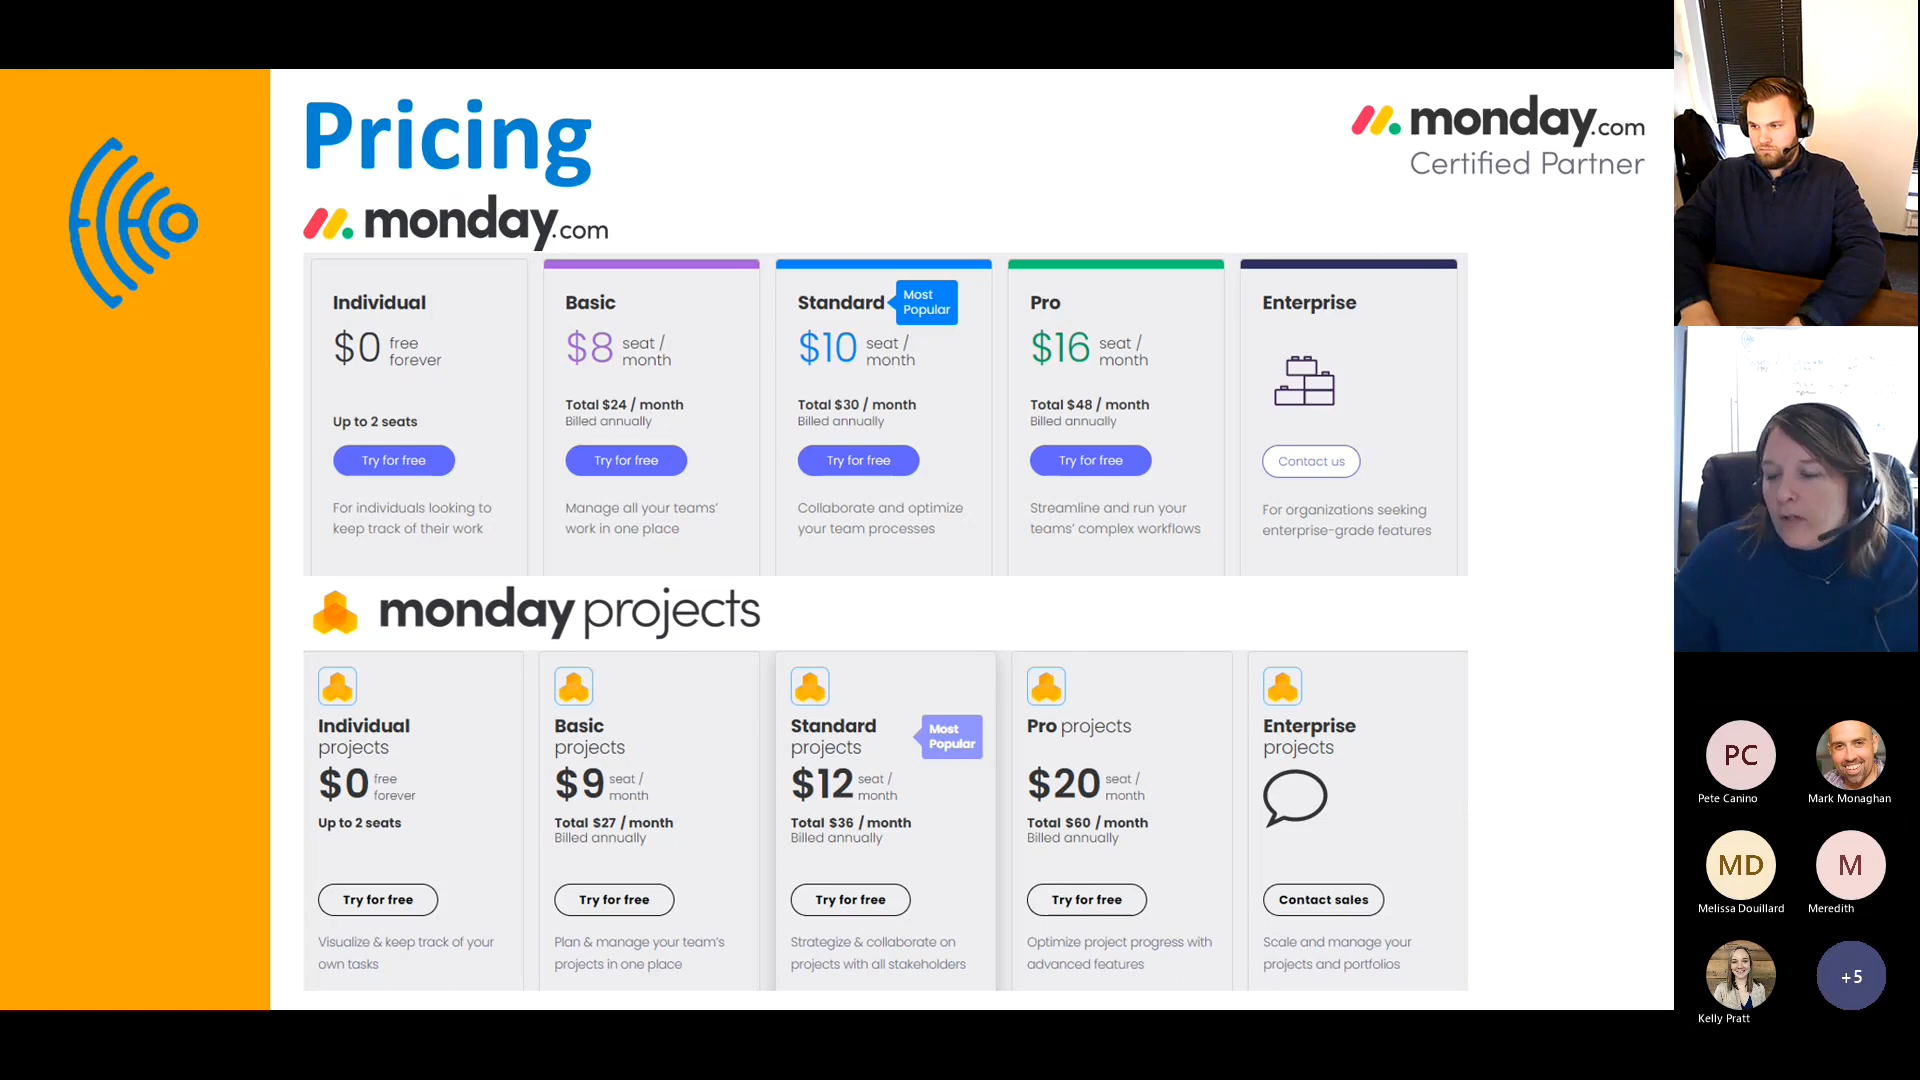 Pricing
monday.com
Certified Partner
ECHO
monday.com
Individual
$0 free
forever
Up to 2 seats
Try for free
For individuals looking to
keep track of their work
Basic
$8 seat /
month
Total $24 / month
Billed annually
Try for free
Manage all your teams'
work in one place
Standard
Most
Popular
$10 seat /
month
Total $30 / month
Billed annually
Try for free
Collaborate and optimize
your team processes
Pro
$16 seat /
month
Total $48 / month
Billed annually
Try for free
Streamline and run your
teams' complex workflows
Enterprise
Contact us
For organizations seeking
enterprise-grade features
monday projects
Individual
projects
$0 free
forever
Up to 2 seats
Try for free
Visualize & keep track of your
own tasks
Basic
projects
$9 seat /
month
Total $27 / month
Billed annually
Try for free
Plan & manage your team's
projects in one place
Standard
projects
Most
Popular
$12 seat /
month
Total $36 / month
Billed annually
Try for free
Strategize & collaborate on
projects with all stakeholders
Pro projects
$20 seat /
month
Total $60 / month
Billed annually
Try for free
Optimize project progress with
advanced features
Enterprise
projects
Contact sales
Scale and manage your
projects and portfolios
PC
Pete Canino
Mark Monaghan
MD
Melissa Douillard
M
Meredith
Kelly Pratt
+5